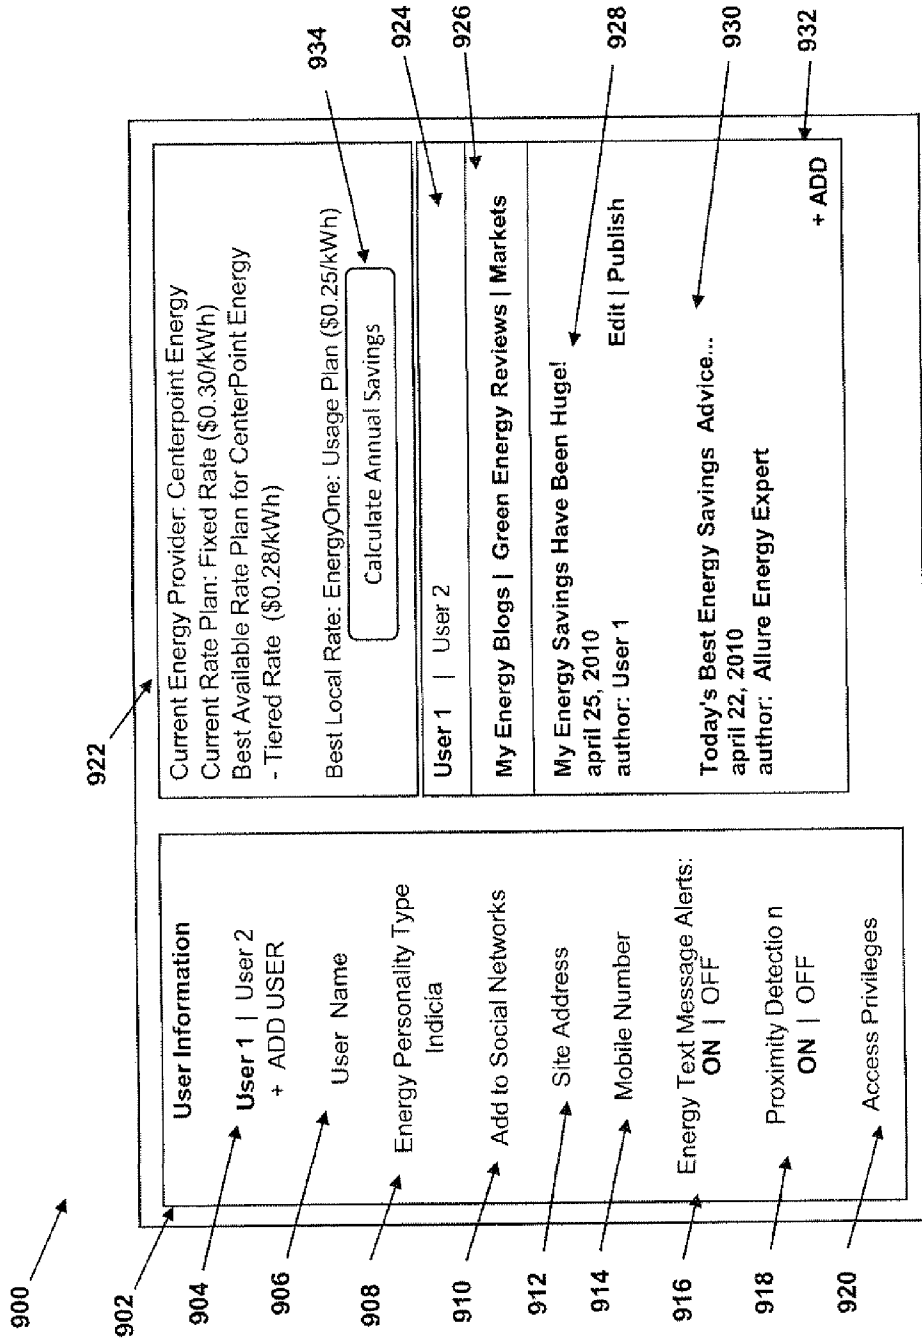 900
902
User Information
904
User 1 | User 2
+ ADD USER
906
User Name
908
Energy Personality Type
Indicia
910
Add to Social Networks
912
Site Address
914
Mobile Number
916
Energy Text Message Alerts:
ON | OFF
918
Proximity Detection
ON | OFF
920
Access Privileges
922
Current Energy Provider: Centerpoint Energy
Current Rate Plan: Fixed Rate ($0.30/kWh)
Best Available Rate Plan for CenterPoint Energy
- Tiered Rate ($0.28/kWh)
Best Local Rate: EnergyOne: Usage Plan ($0.25/kWh)
Calculate Annual Savings
934
User 1 | User 2
924
My Energy Blogs | Green Energy Reviews | Markets
926
My Energy Savings Have Been Huge!
april 25, 2010
author: User 1
Edit | Publish
928
Today's Best Energy Savings Advice...
april 22, 2010
author: Allure Energy Expert
930
+ ADD
932